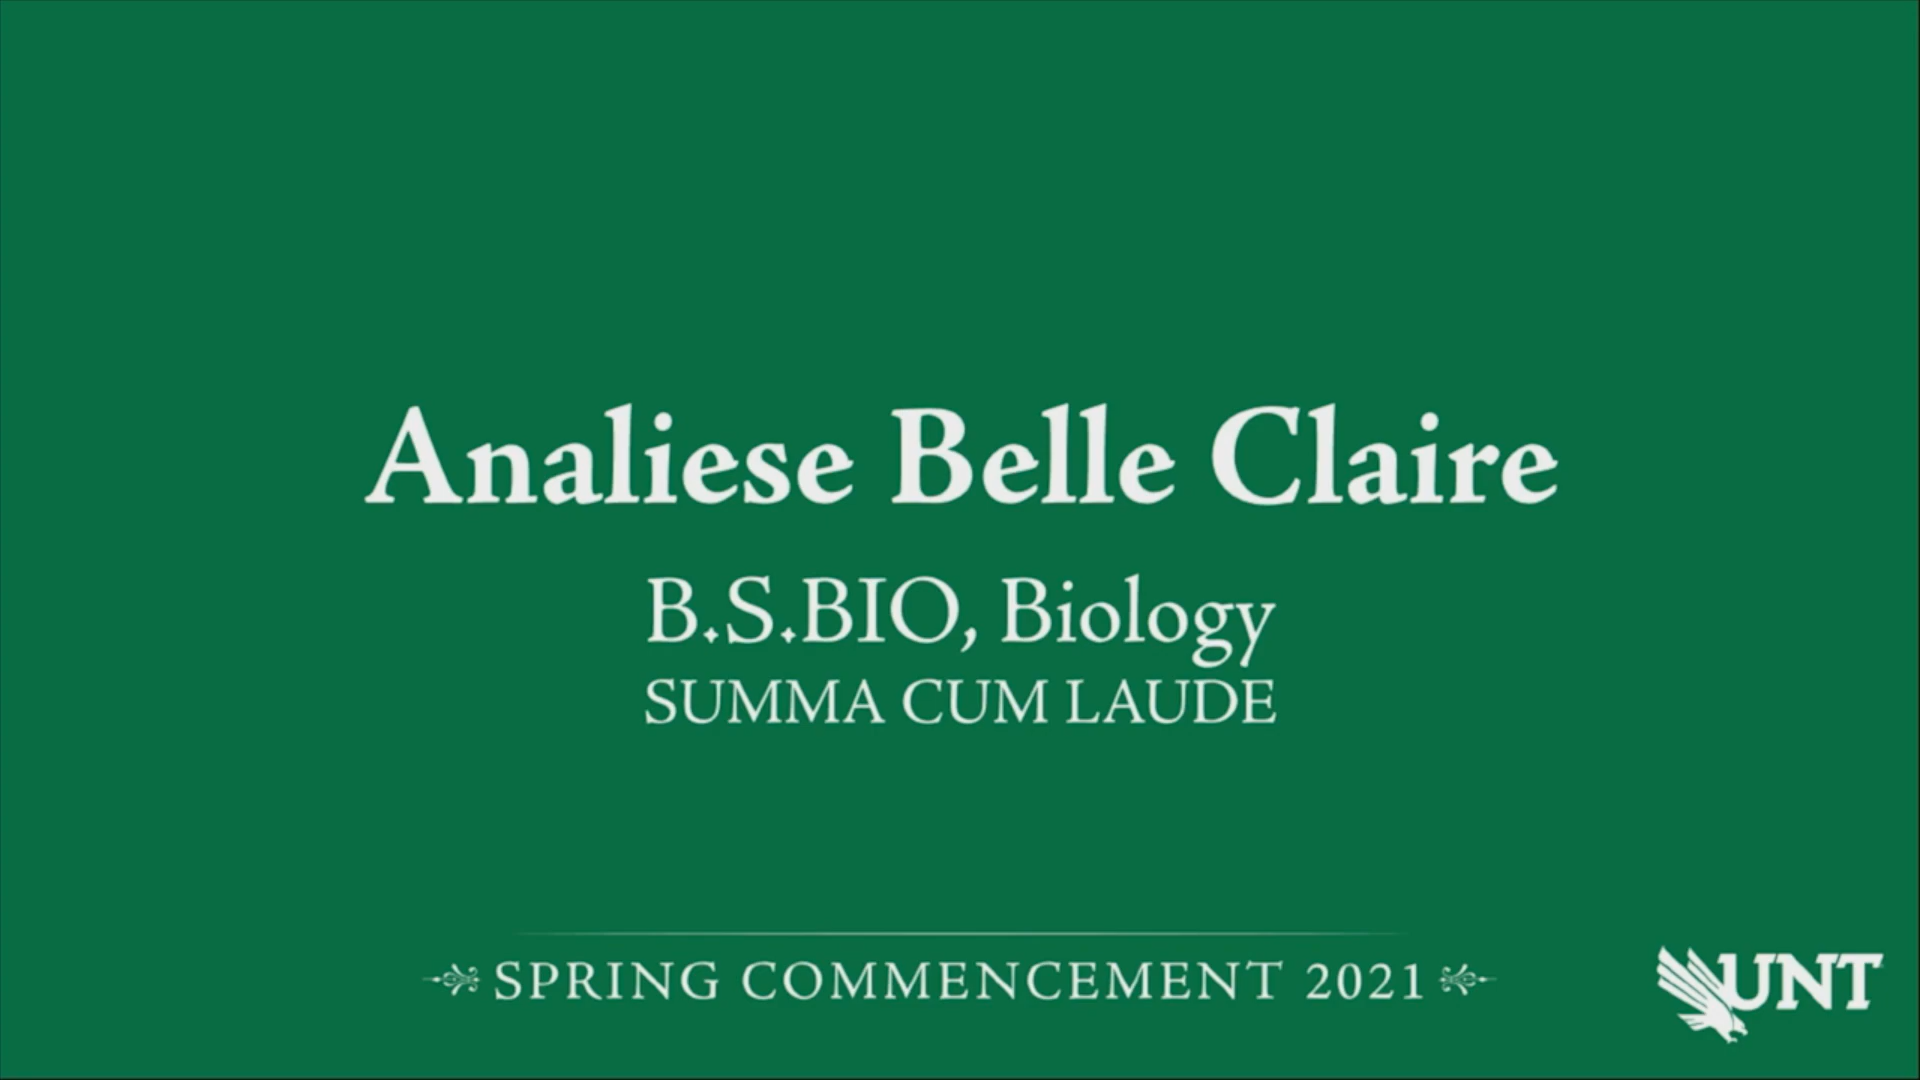 Analiese Belle Claire
B.S.BIO, Biology
SUMMA CUM LAUDE
SPRING COMMENCEMENT 2021
UNT